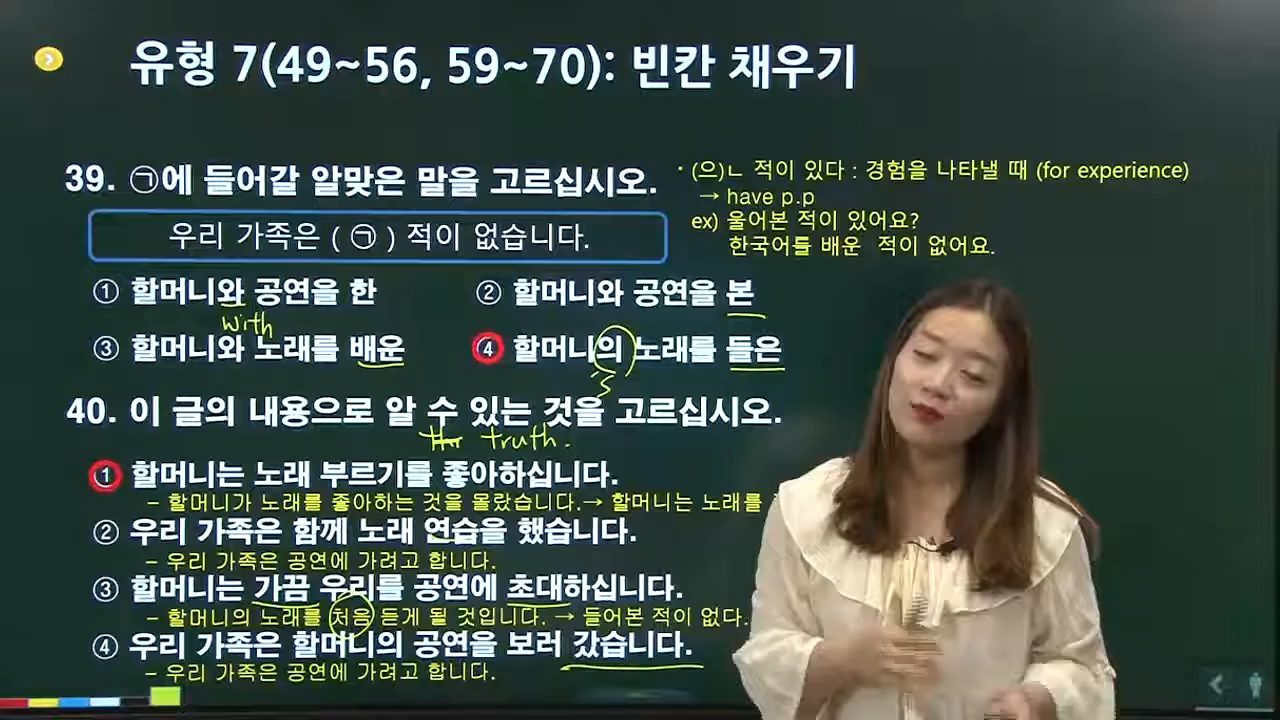 유형 7(49~56, 59~70): 빈칸 채우기
39. ㉠에 들어갈 알맞은 말을 고르십시오.
우리 가족은 ( ㉠ ) 적이 없습니다.
· (으)ㄴ 적이 있다 : 경험을 나타낼 때 (for experience)
→ have p.p
ex) 울어본 적이 있어요?
한국어를 배운 적이 없어요.
① 할머니와 공연을 한
② 할머니와 공연을 본
with
③ 할머니와 노래를 배운
④ 할머니의 노래를 들은
's
40. 이 글의 내용으로 알 수 있는 것을 고르십시오.
truth.
① 할머니는 노래 부르기를 좋아하십니다.
– 할머니가 노래를 좋아하는 것을 몰랐습니다.→ 할머니는 노래를
② 우리 가족은 함께 노래 연습을 했습니다.
– 우리 가족은 공연에 가려고 합니다.
③ 할머니는 가끔 우리를 공연에 초대하십니다.
– 할머니의 노래를 처음 듣게 될 것입니다. → 들어본 적이 없다.
④ 우리 가족은 할머니의 공연을 보러 갔습니다.
– 우리 가족은 공연에 가려고 합니다.